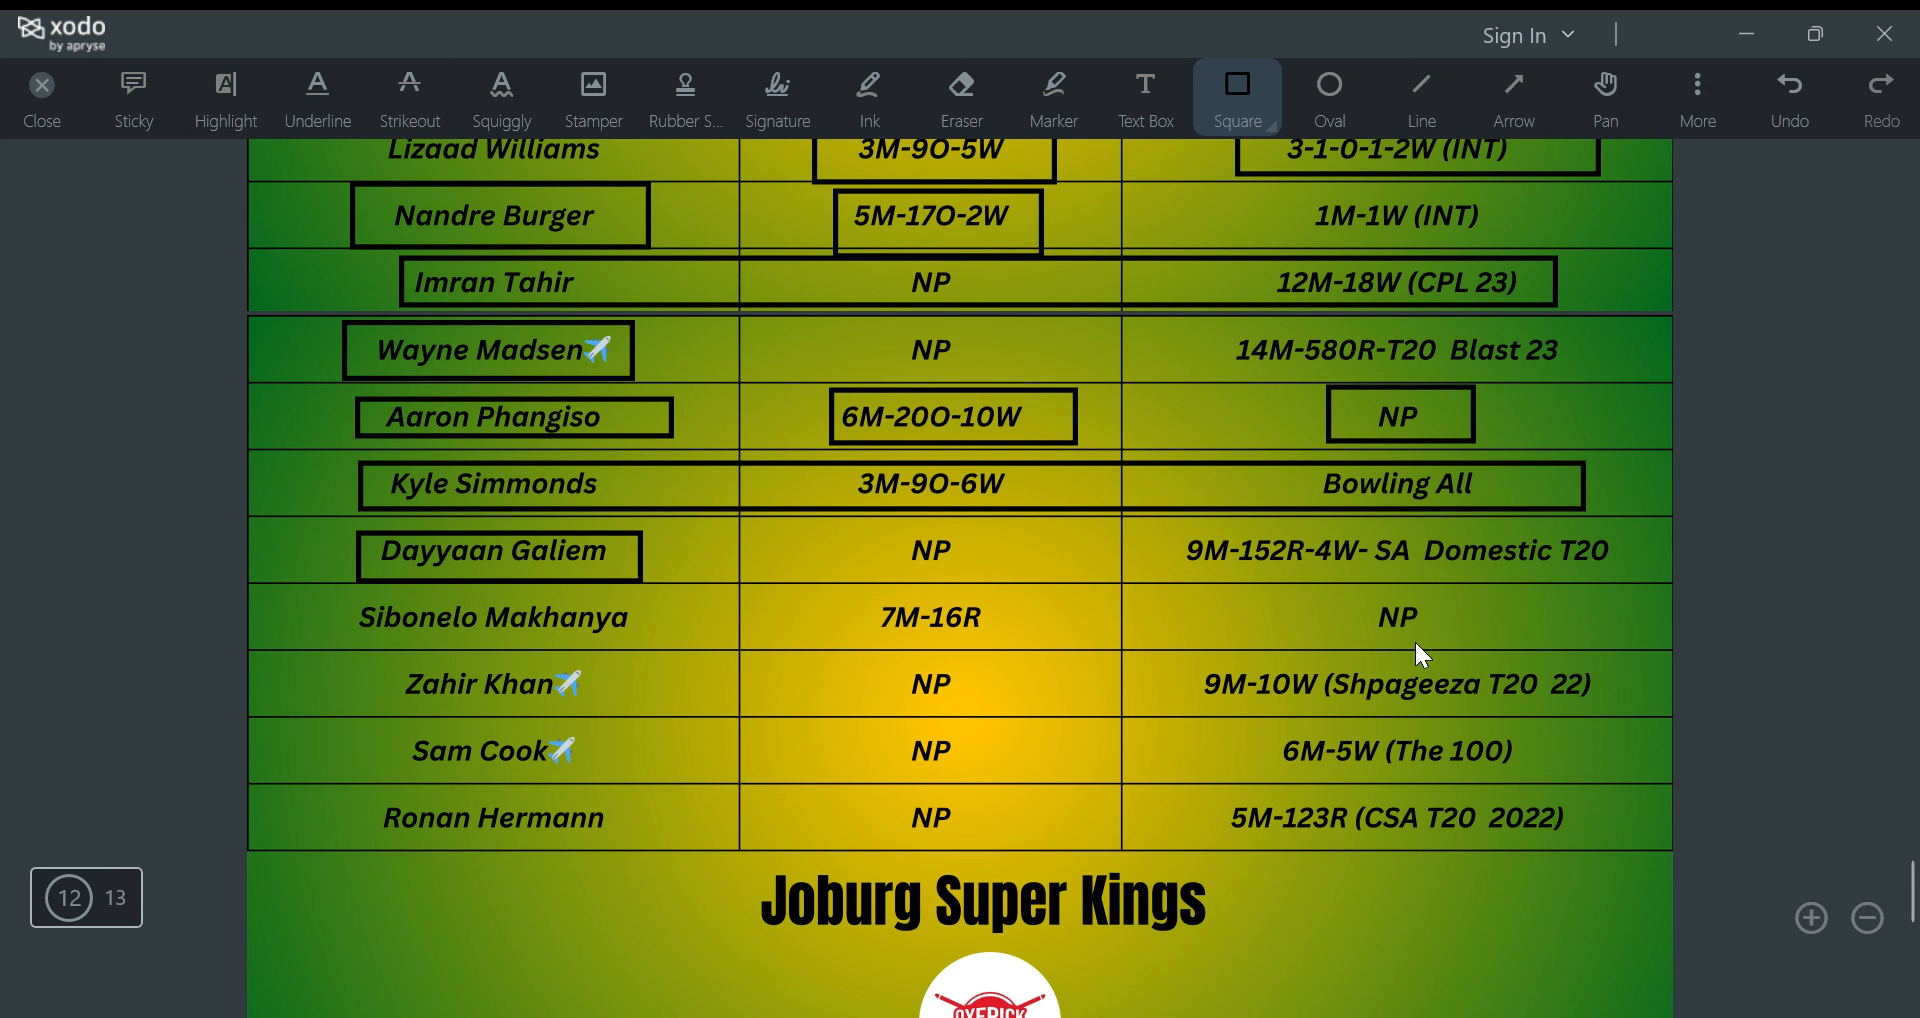 xodo
by apryse
Sign In
Close Sticky Highlight Underline Strikeout Squiggly Stamper Rubber S... Signature Ink Eraser Marker Text Box Square Oval Line Arrow Pan More Undo Redo
Lizaad Williams 3M-9O-5W 3-1-0-1-2W (INT)
Nandre Burger 5M-17O-2W 1M-1W (INT)
Imran Tahir NP 12M-18W (CPL 23)
Wayne Madsen✈️ NP 14M-580R-T20 Blast 23
Aaron Phangiso 6M-20O-10W NP
Kyle Simmonds 3M-9O-6W Bowling All
Dayyaan Galiem NP 9M-152R-4W- SA Domestic T20
Sibonelo Makhanya 7M-16R NP
Zahir Khan✈️ NP 9M-10W (Shpageeza T20 22)
Sam Cook✈️ NP 6M-5W (The 100)
Ronan Hermann NP 5M-123R (CSA T20 2022)
Joburg Super Kings
12 13